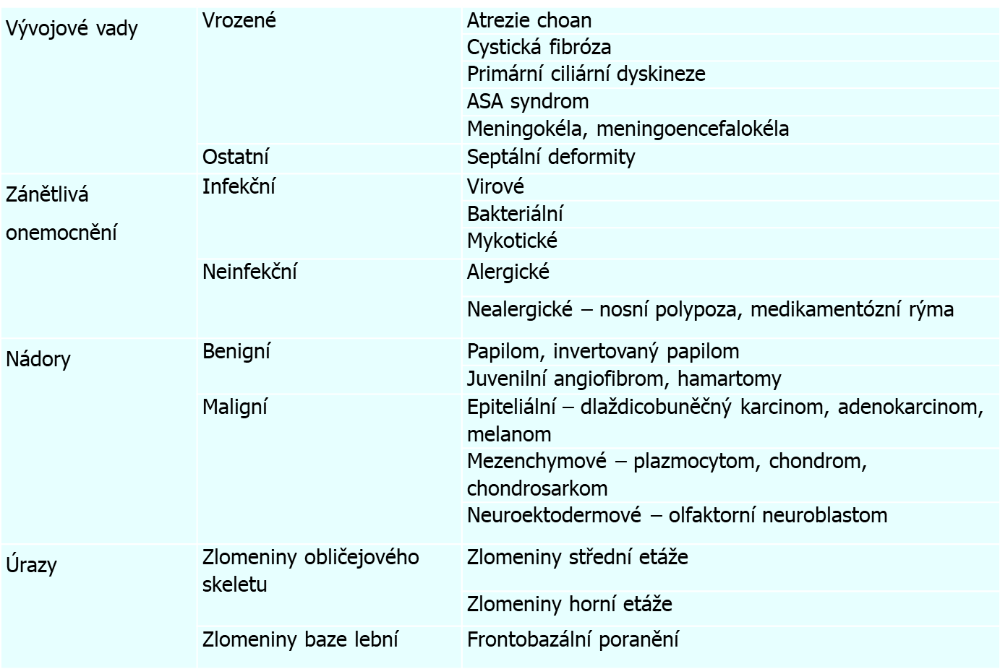 Vývojové vady
Vrozené
Atrezie choan
Cystická fibróza
Primární ciliární dyskineze
ASA syndrom
Meningokéla, meningoencefalokéla
Ostatní
Septální deformity
Zánětlivá
onemocnění
Infekční
Virové
Bakteriální
Mykotické
Neinfekční
Alergické
Nealergické – nosní polypoza, medikamentózní rýma
Nádory
Benigní
Papilom, invertovaný papilom
Juvenilní angiofibrom, hamartomy
Maligní
Epiteliální – dlaždicobuněčný karcinom, adenokarcinom,
melanom
Mezenchymové – plazmocytom, chondrom,
chondrosarkom
Neuroektodermové – olfaktorní neuroblastom
Úrazy
Zlomeniny obličejového
skeletu
Zlomeniny střední etáže
Zlomeniny horní etáže
Zlomeniny baze lební
Frontobazální poranění